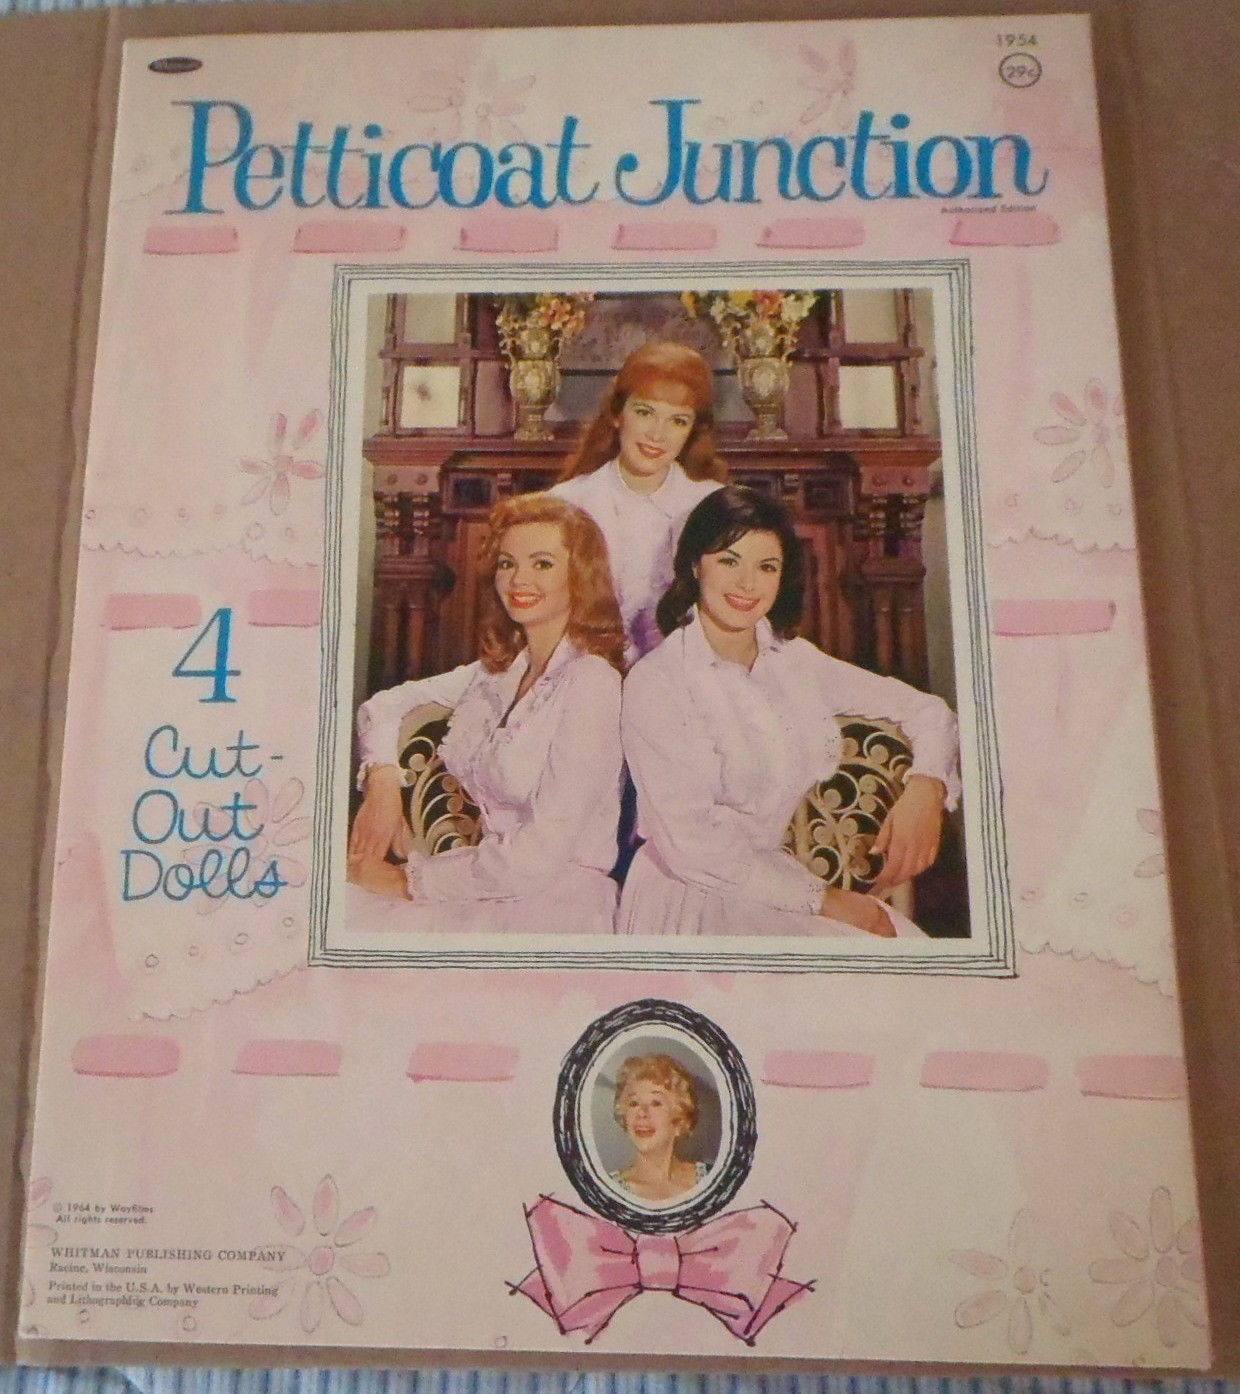 Whitman
1954
29¢
Petticoat Junction
Authorized Edition
4
Cut-
Out
Dolls
© 1964 by Wayfilms
All rights reserved.
WHITMAN PUBLISHING COMPANY
Racine, Wisconsin
Printed in the U.S.A. by Western Printing
and Lithographing Company